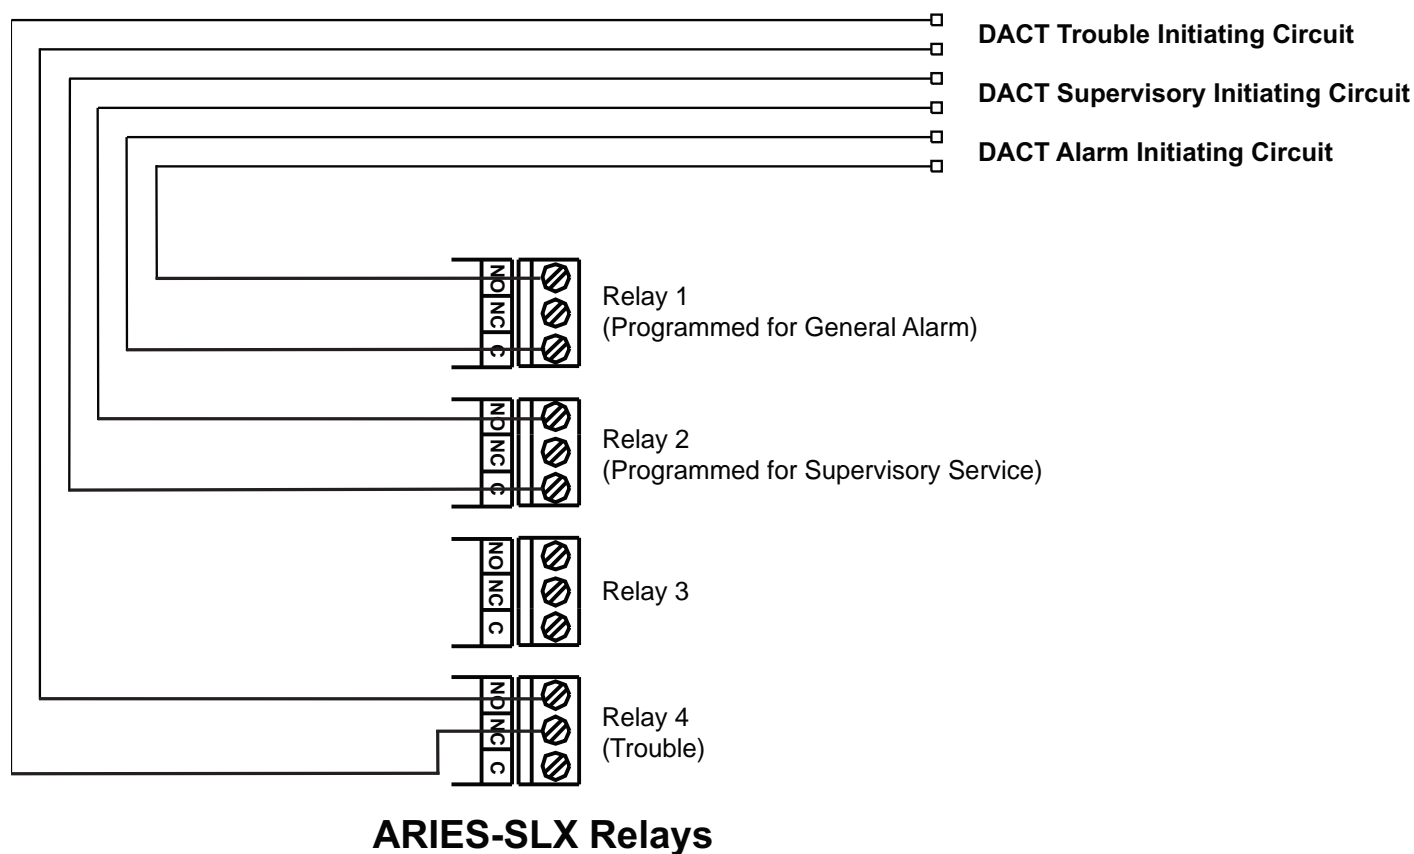 DACT Trouble Initiating Circuit
DACT Supervisory Initiating Circuit
DACT Alarm Initiating Circuit
NO
NC
C
Relay 1
(Programmed for General Alarm)
NO
NC
C
Relay 2
(Programmed for Supervisory Service)
NO
NC
C
Relay 3
NO
NC
C
Relay 4
(Trouble)
ARIES-SLX Relays